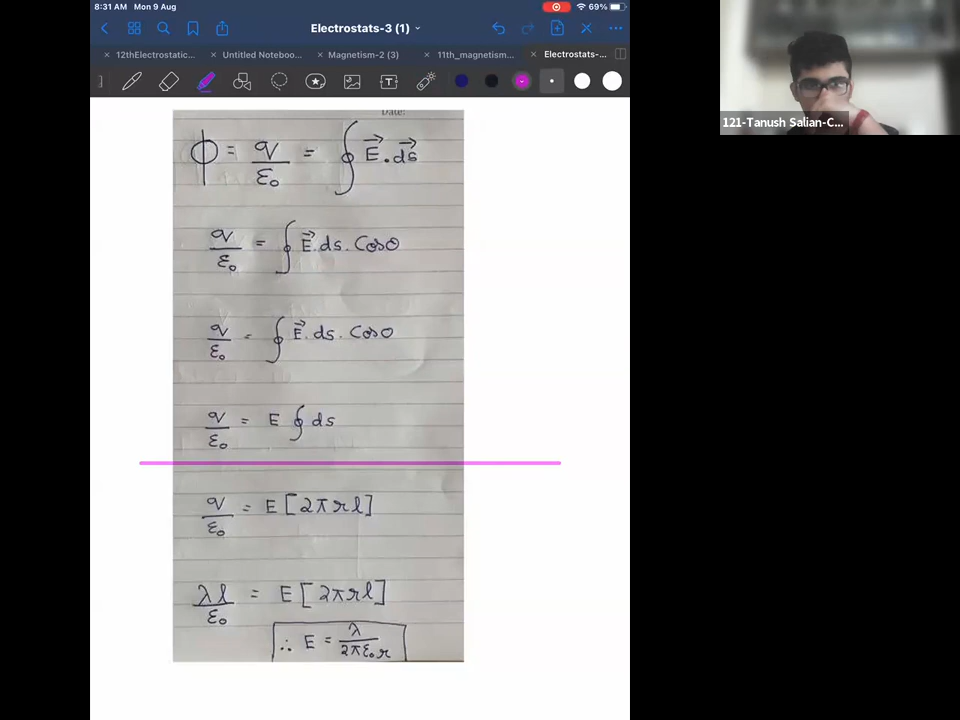 8:31 AM Mon 9 Aug
69%
Electrostats-3 (1)
12thElectrostatic...
Untitled Noteboo...
Magnetism-2 (3)
11th_magnetism...
Electrostats-...
Date:
ϕ = q/ε₀ = ∮ E⃗ . ds⃗
q/ε₀ = ∮ E⃗ . ds . Cosθ
q/ε₀ = ∮ E⃗ . ds . Cosθ
q/ε₀ = E ∮ ds
q/ε₀ = E [2πrl]
λl/ε₀ = E [2πrl]
∴ E = λ/2πε₀r
121-Tanush Salian-C...